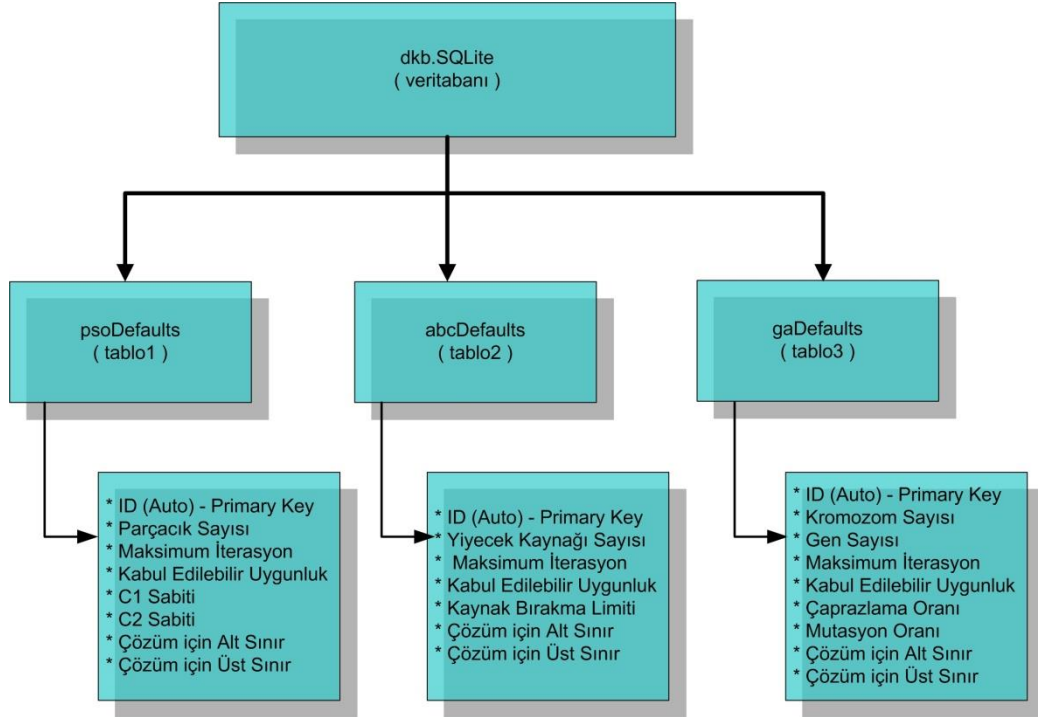 dkb.SQLite
( veritabanı )
psoDefaults
( tablo1 )
abcDefaults
( tablo2 )
gaDefaults
( tablo3 )
* ID (Auto) - Primary Key
* Parçacık Sayısı
* Maksimum İterasyon
* Kabul Edilebilir Uygunluk
* C1 Sabiti
* C2 Sabiti
* Çözüm için Alt Sınır
* Çözüm için Üst Sınır
* ID (Auto) - Primary Key
* Yiyecek Kaynağı Sayısı
* Maksimum İterasyon
* Kabul Edilebilir Uygunluk
* Kaynak Bırakma Limiti
* Çözüm için Alt Sınır
* Çözüm için Üst Sınır
* ID (Auto) - Primary Key
* Kromozom Sayısı
* Gen Sayısı
* Maksimum İterasyon
* Kabul Edilebilir Uygunluk
* Çaprazlama Oranı
* Mutasyon Oranı
* Çözüm için Alt Sınır
* Çözüm için Üst Sınır